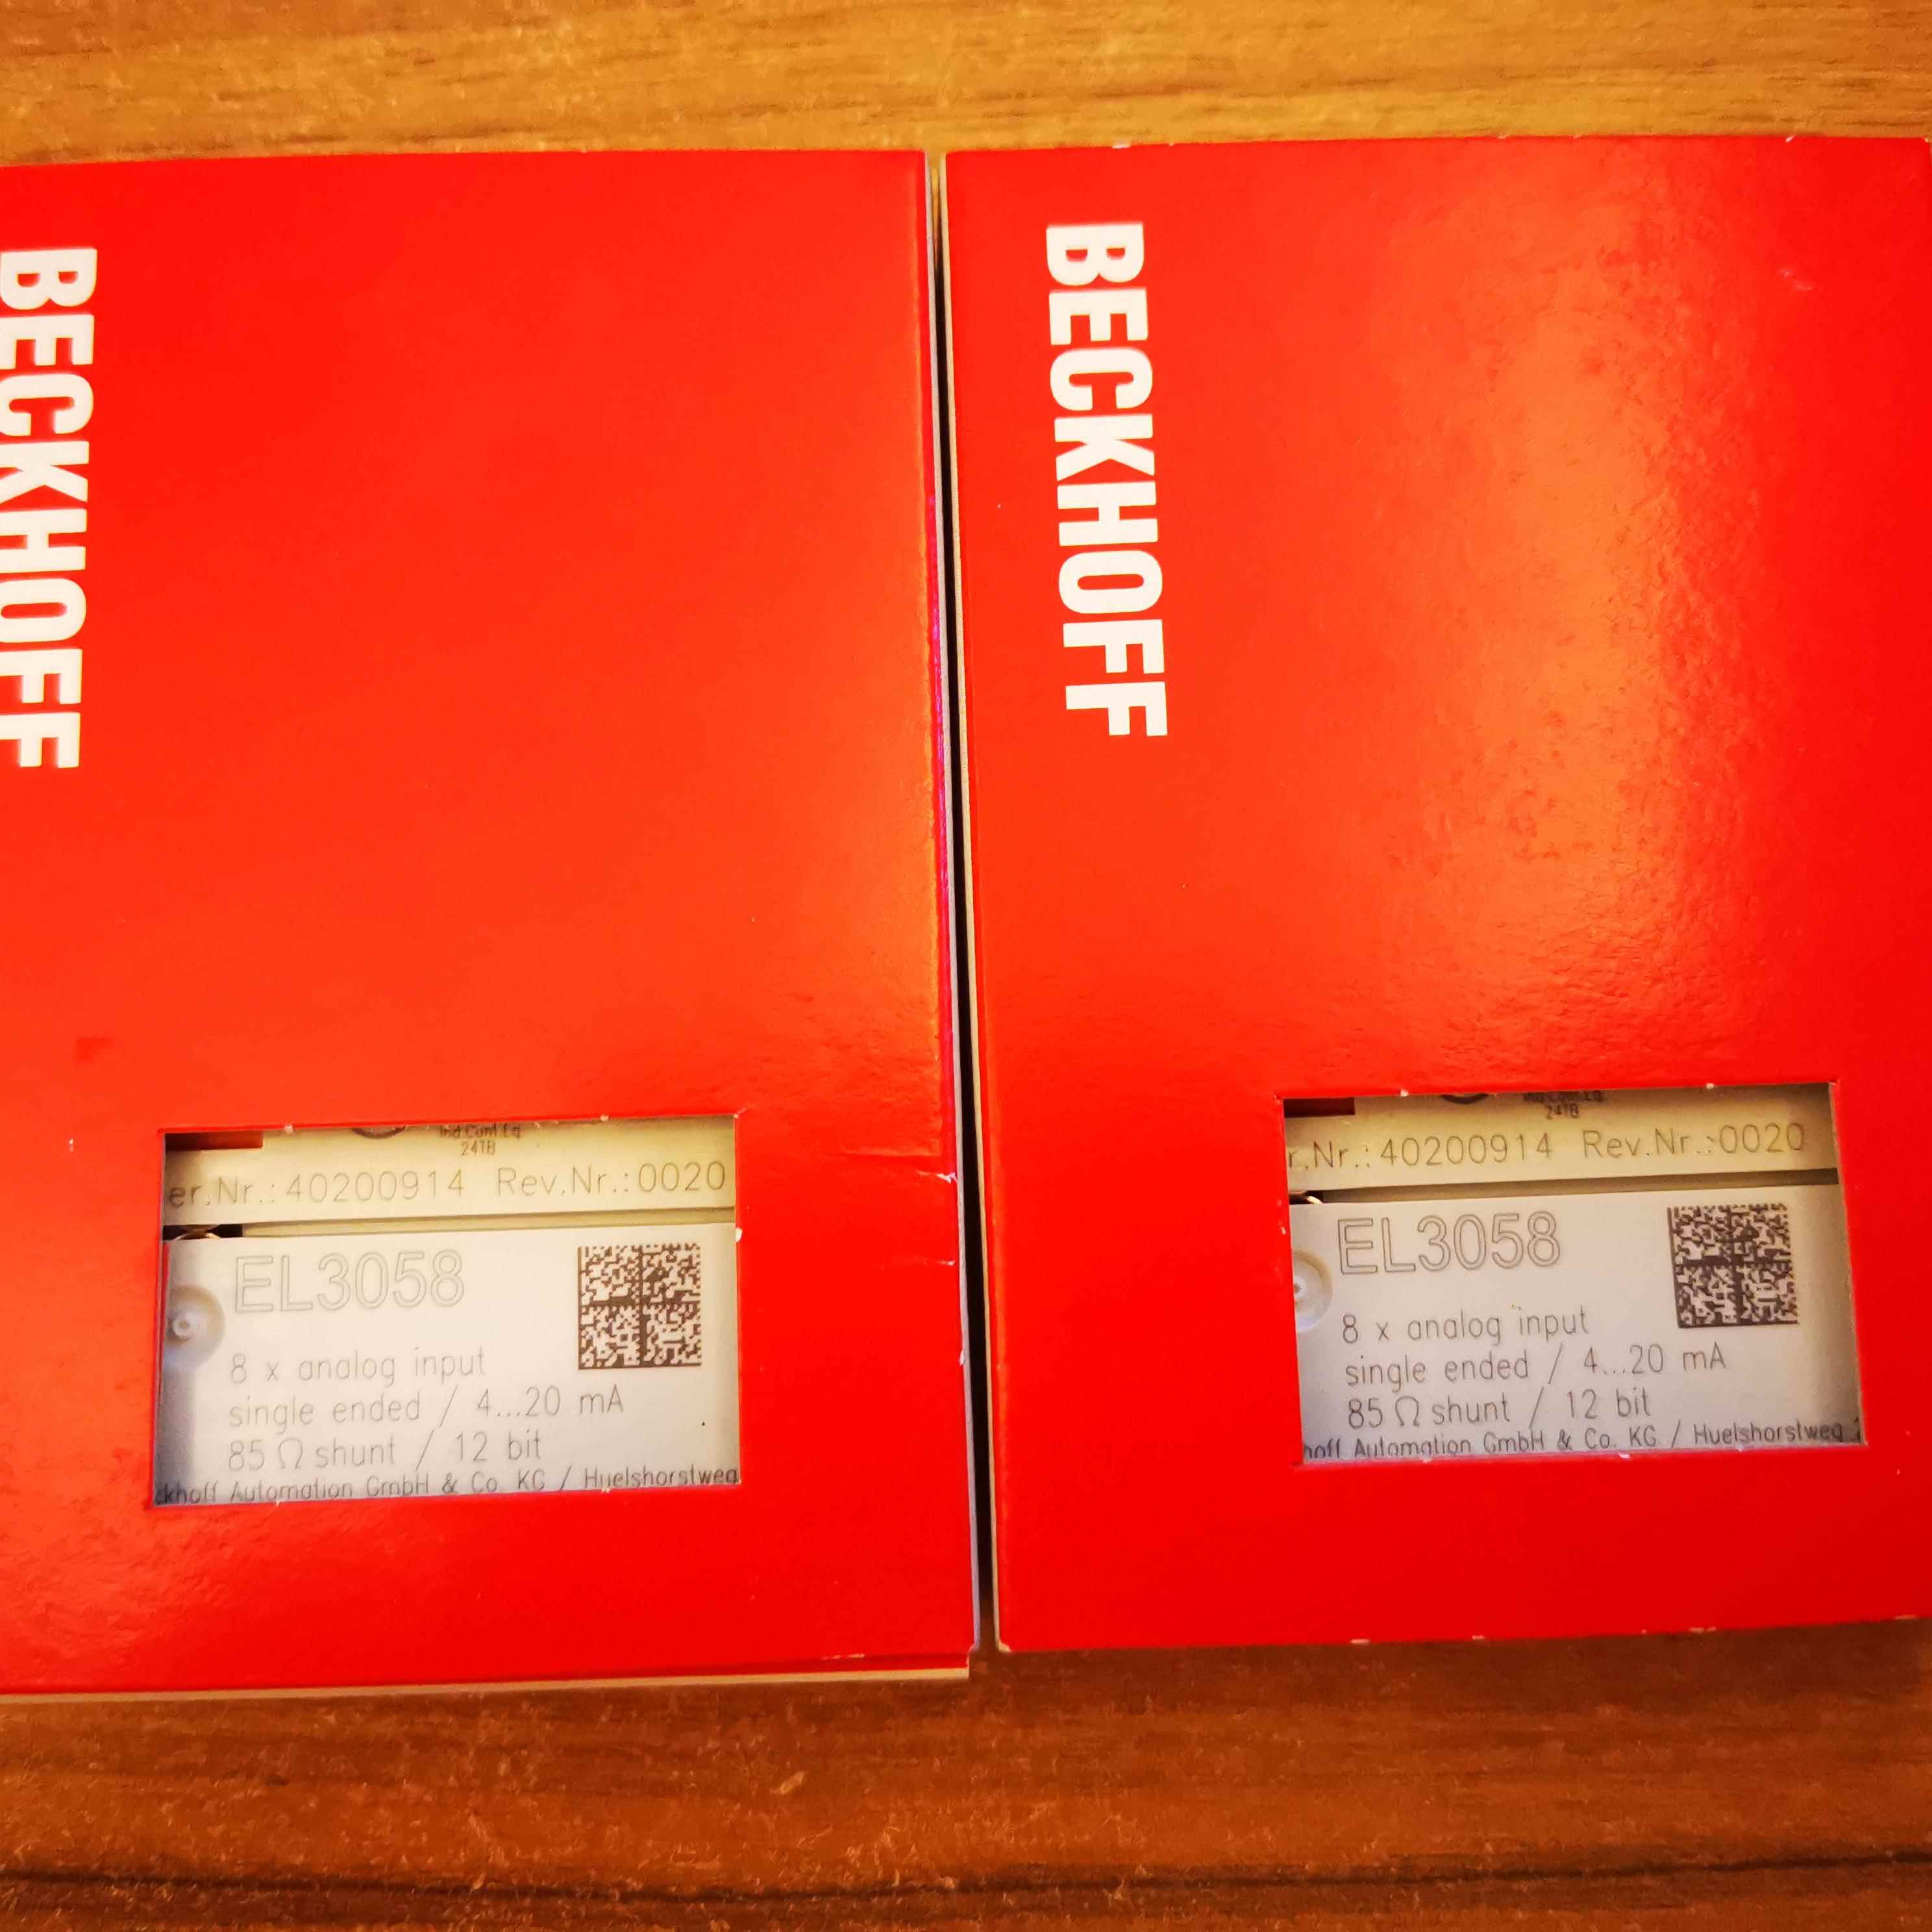 BECKHOFF
Ind.Cont.Eq.
24TB
er.Nr.: 40200914 Rev.Nr.:0020
EL3058
8 x analog input
single ended / 4...20 mA
85 Ω shunt / 12 bit
ckhoff Automation GmbH & Co. KG / Huelshorstweg
BECKHOFF
Ind.Cont.Eq.
24TB
r.Nr.: 40200914 Rev.Nr.:0020
EL3058
8 x analog input
single ended / 4...20 mA
85 Ω shunt / 12 bit
hoff Automation GmbH & Co. KG / Huelshorstweg